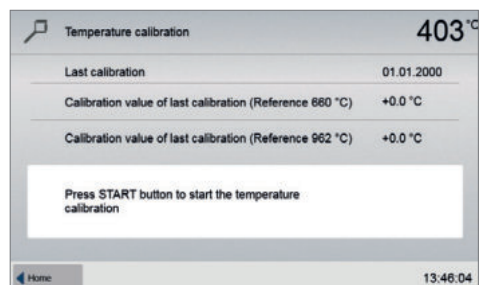 Temperature calibration 403°C
Last calibration 01.01.2000
Calibration value of last calibration (Reference 660 °C) +0.0 °C
Calibration value of last calibration (Reference 962 °C) +0.0 °C
Press START button to start the temperature
calibration
Home 13:46:04